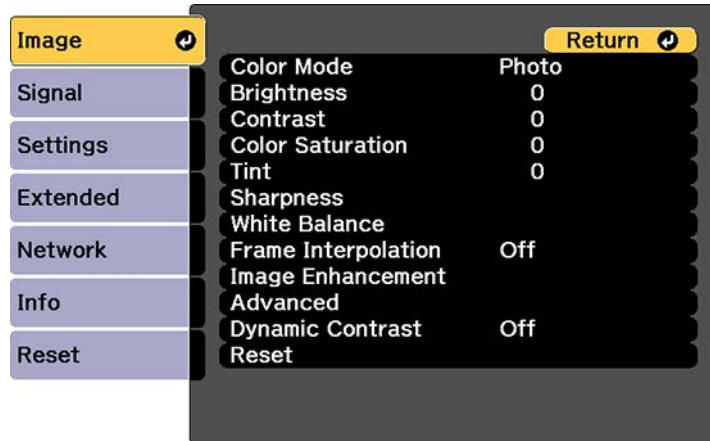 Image
Signal
Settings
Extended
Network
Info
Reset
Return
Color Mode Photo
Brightness 0
Contrast 0
Color Saturation 0
Tint 0
Sharpness
White Balance
Frame Interpolation Off
Image Enhancement
Advanced
Dynamic Contrast Off
Reset